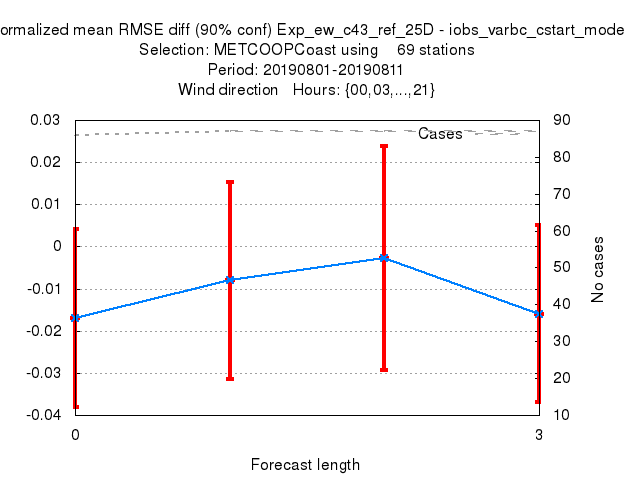 ormalized mean RMSE diff (90% conf) Exp_ew_c43_ref_25D - iobs_varbc_cstart_mode
Selection: METCOOPCoast using 69 stations
Period: 20190801-20190811
Wind direction Hours: {00,03,...,21}
0.03
0.02
0.01
0
-0.01
-0.02
-0.03
-0.04
Cases
90
80
70
60
50
40
30
20
10
No cases
0
3
Forecast length